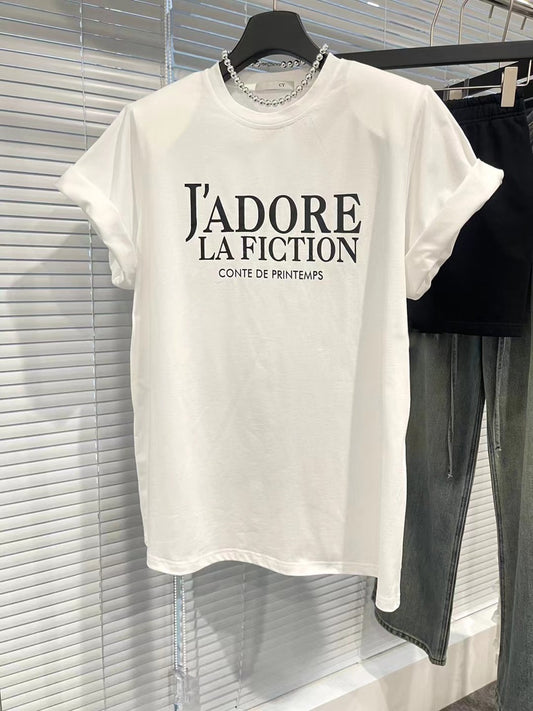 J'ADORE
LA FICTION
CONTE DE PRINTEMPS